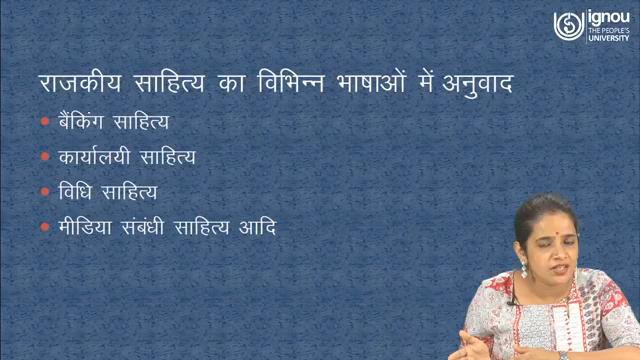 ignou
THE PEOPLE'S
UNIVERSITY
राजकीय साहित्य का विभिन्न भाषाओं में अनुवाद
• बैंकिंग साहित्य
• कार्यालयी साहित्य
• विधि साहित्य
• मीडिया संबंधी साहित्य आदि